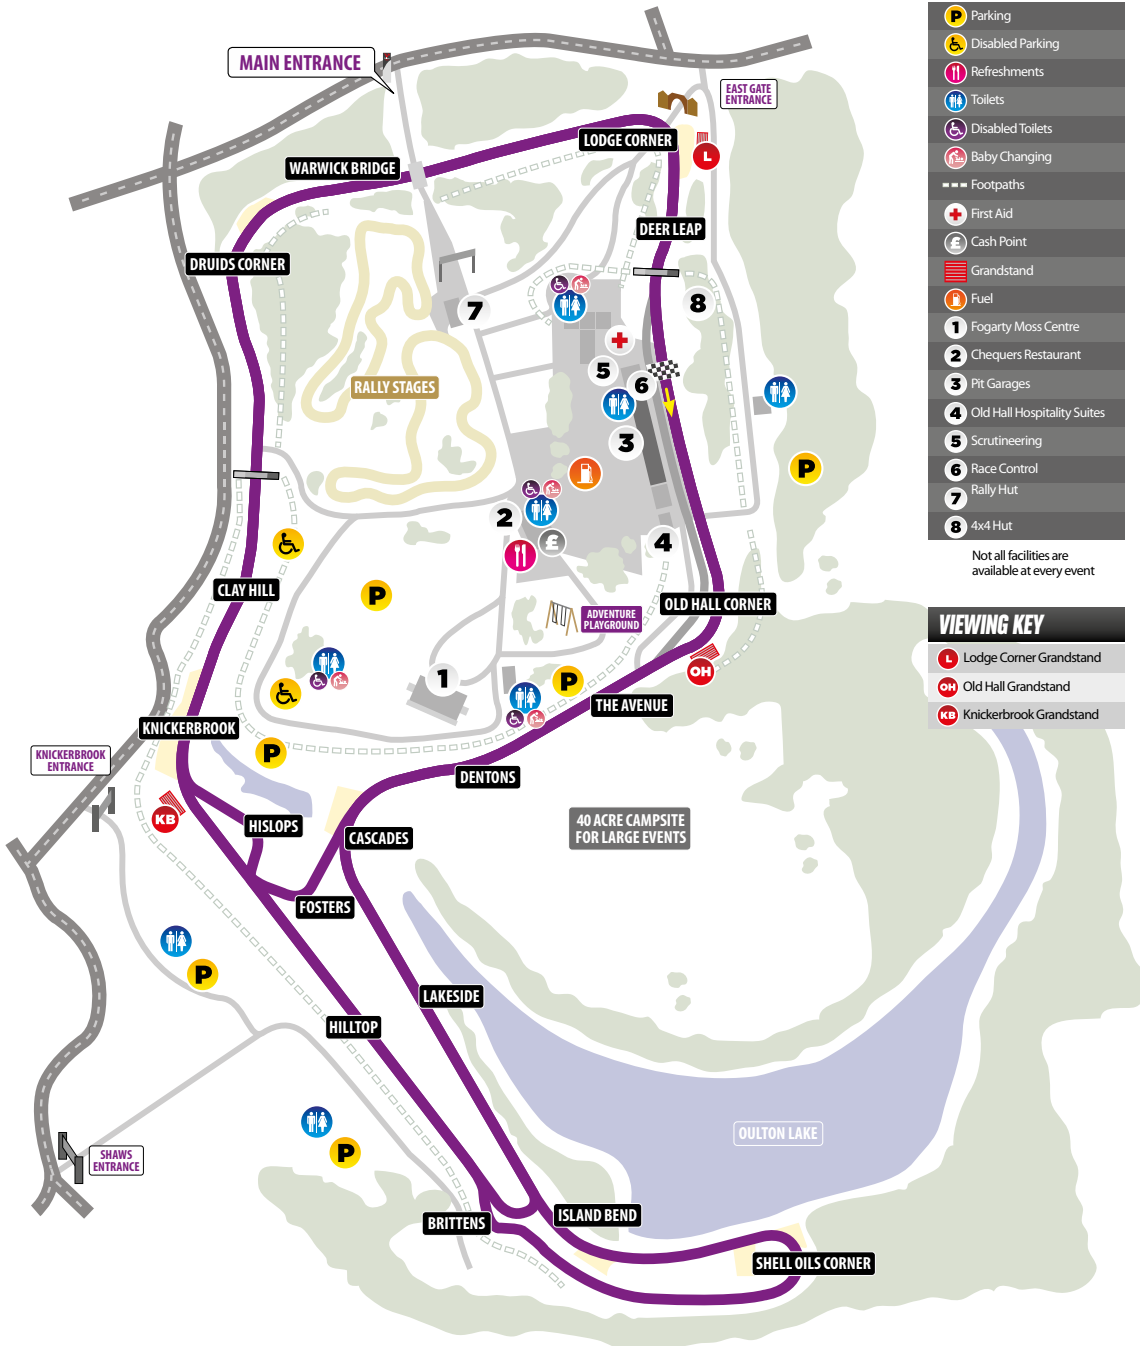 MAIN ENTRANCE
EAST GATE
ENTRANCE
LODGE CORNER
L
WARWICK BRIDGE
DEER LEAP
DRUIDS CORNER
7
8
5
6
RALLY STAGES
3
P
2
£
4
CLAY HILL
P
OLD HALL CORNER
ADVENTURE
PLAYGROUND
OH
1
P
THE AVENUE
KNICKERBROOK
P
KNICKERBROOK
ENTRANCE
DENTONS
KB
HISLOPS
CASCADES
40 ACRE CAMPSITE
FOR LARGE EVENTS
FOSTERS
P
LAKESIDE
HILLTOP
OULTON LAKE
P
SHAWS
ENTRANCE
BRITTENS
ISLAND BEND
SHELL OILS CORNER
P Parking
Disabled Parking
Refreshments
Toilets
Disabled Toilets
Baby Changing
Footpaths
First Aid
£ Cash Point
Grandstand
Fuel
1 Fogarty Moss Centre
2 Chequers Restaurant
3 Pit Garages
4 Old Hall Hospitality Suites
5 Scrutineering
6 Race Control
7 Rally Hut
8 4x4 Hut
Not all facilities are
available at every event
VIEWING KEY
L Lodge Corner Grandstand
OH Old Hall Grandstand
KB Knickerbrook Grandstand